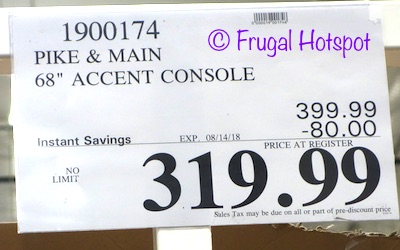 © Frugal Hotspot
1900174
PIKE & MAIN
68" ACCENT CONSOLE
399.99
Instant Savings EXP. 08/14/18 -80.00
PRICE AT REGISTER
NO LIMIT 319.99
Sales Tax may be due on all or part of pre-discount price